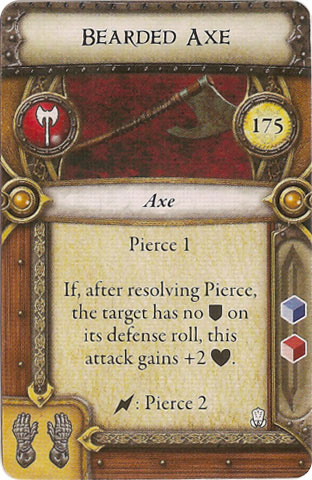 BEARDED AXE
175
Axe
Pierce 1
If, after resolving Pierce,
the target has no on
its defense roll, this
attack gains +2 .
: Pierce 2